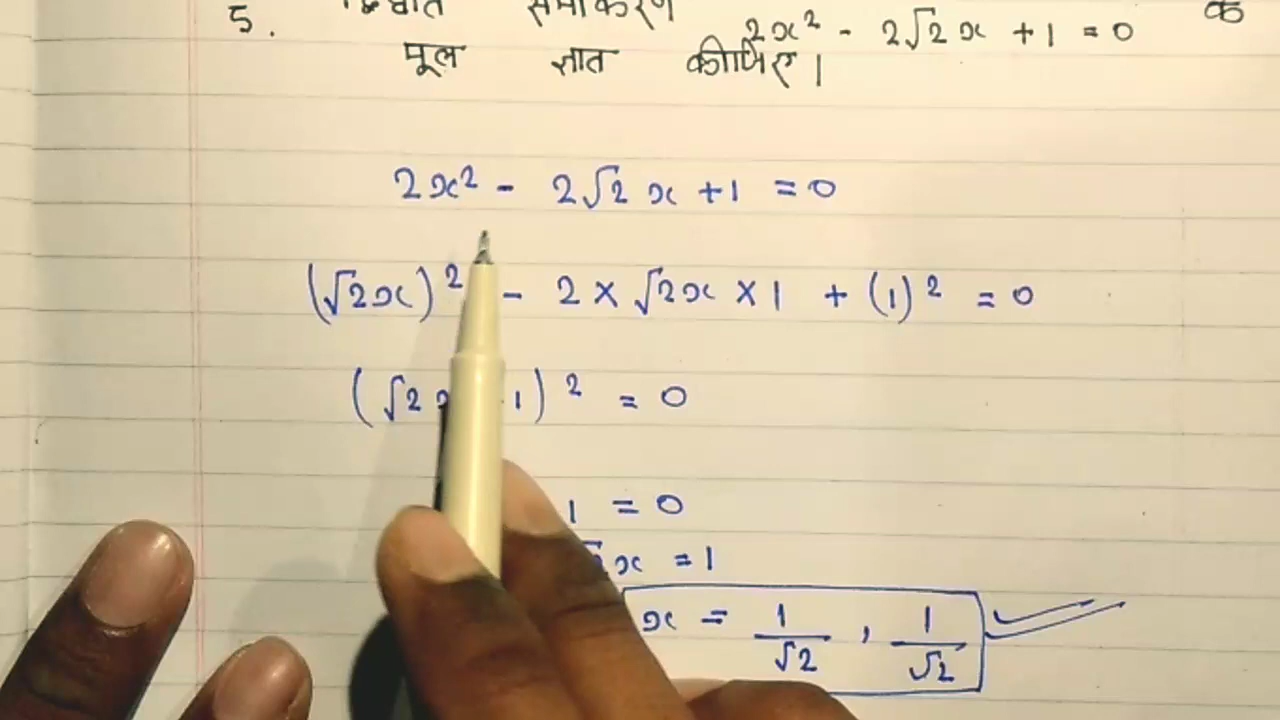 5. द्विघात समीकरण 2x² - 2√2x + 1 = 0 के
मूल ज्ञात कीजिए।
2x² - 2√2 x + 1 = 0
(√2x)² - 2 × √2x × 1 + (1)² = 0
(√2 1)² = 0
1 = 0
x = 1
x = 1/√2 , 1/√2